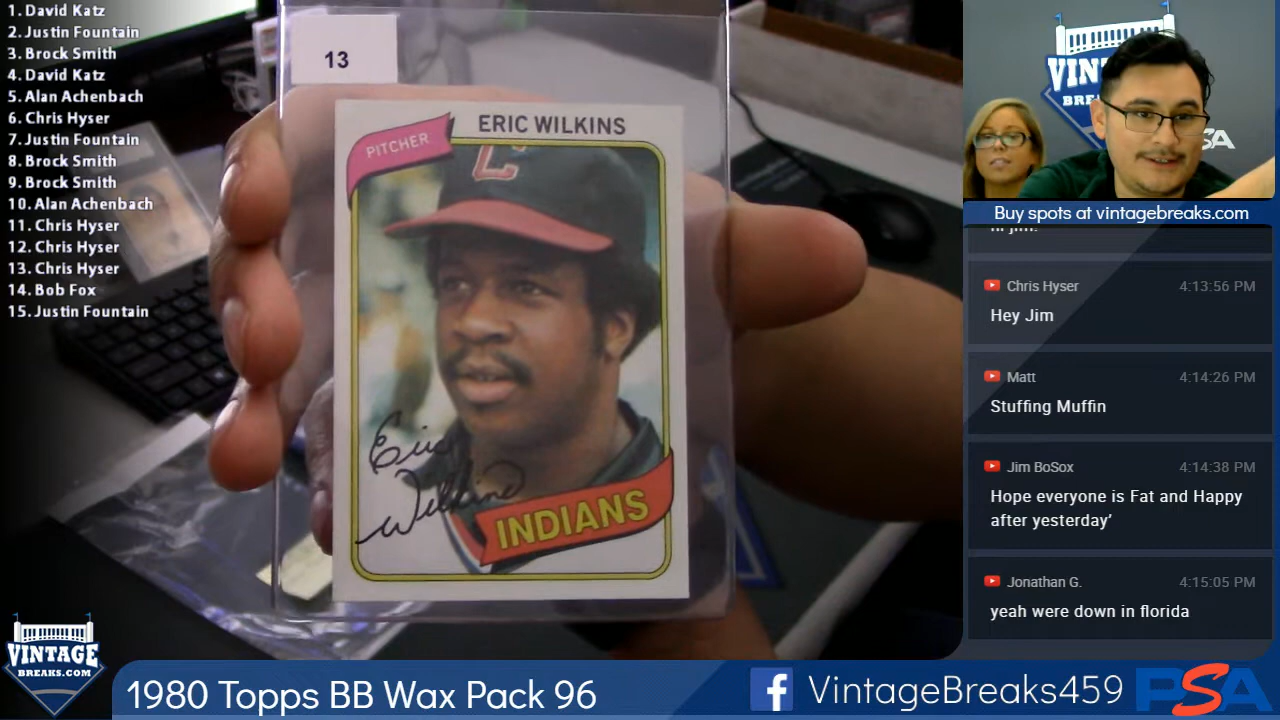 1. David Katz
2. Justin Fountain
3. Brock Smith
4. David Katz
5. Alan Achenbach
6. Chris Hyser
7. Justin Fountain
8. Brock Smith
9. Brock Smith
10. Alan Achenbach
11. Chris Hyser
12. Chris Hyser
13. Chris Hyser
14. Bob Fox
15. Justin Fountain
13
PITCHER
ERIC WILKINS
C
Eric
Wilkins
INDIANS
VINTAGE
BREAKS.COM
1980 Topps BB Wax Pack 96
f VintageBreaks459
PSA
SA
Buy spots at vintagebreaks.com
hi jim!
Chris Hyser 4:13:56 PM
Hey Jim
Matt 4:14:26 PM
Stuffing Muffin
Jim BoSox 4:14:38 PM
Hope everyone is Fat and Happy
after yesterday'
Jonathan G. 4:15:05 PM
yeah were down in florida